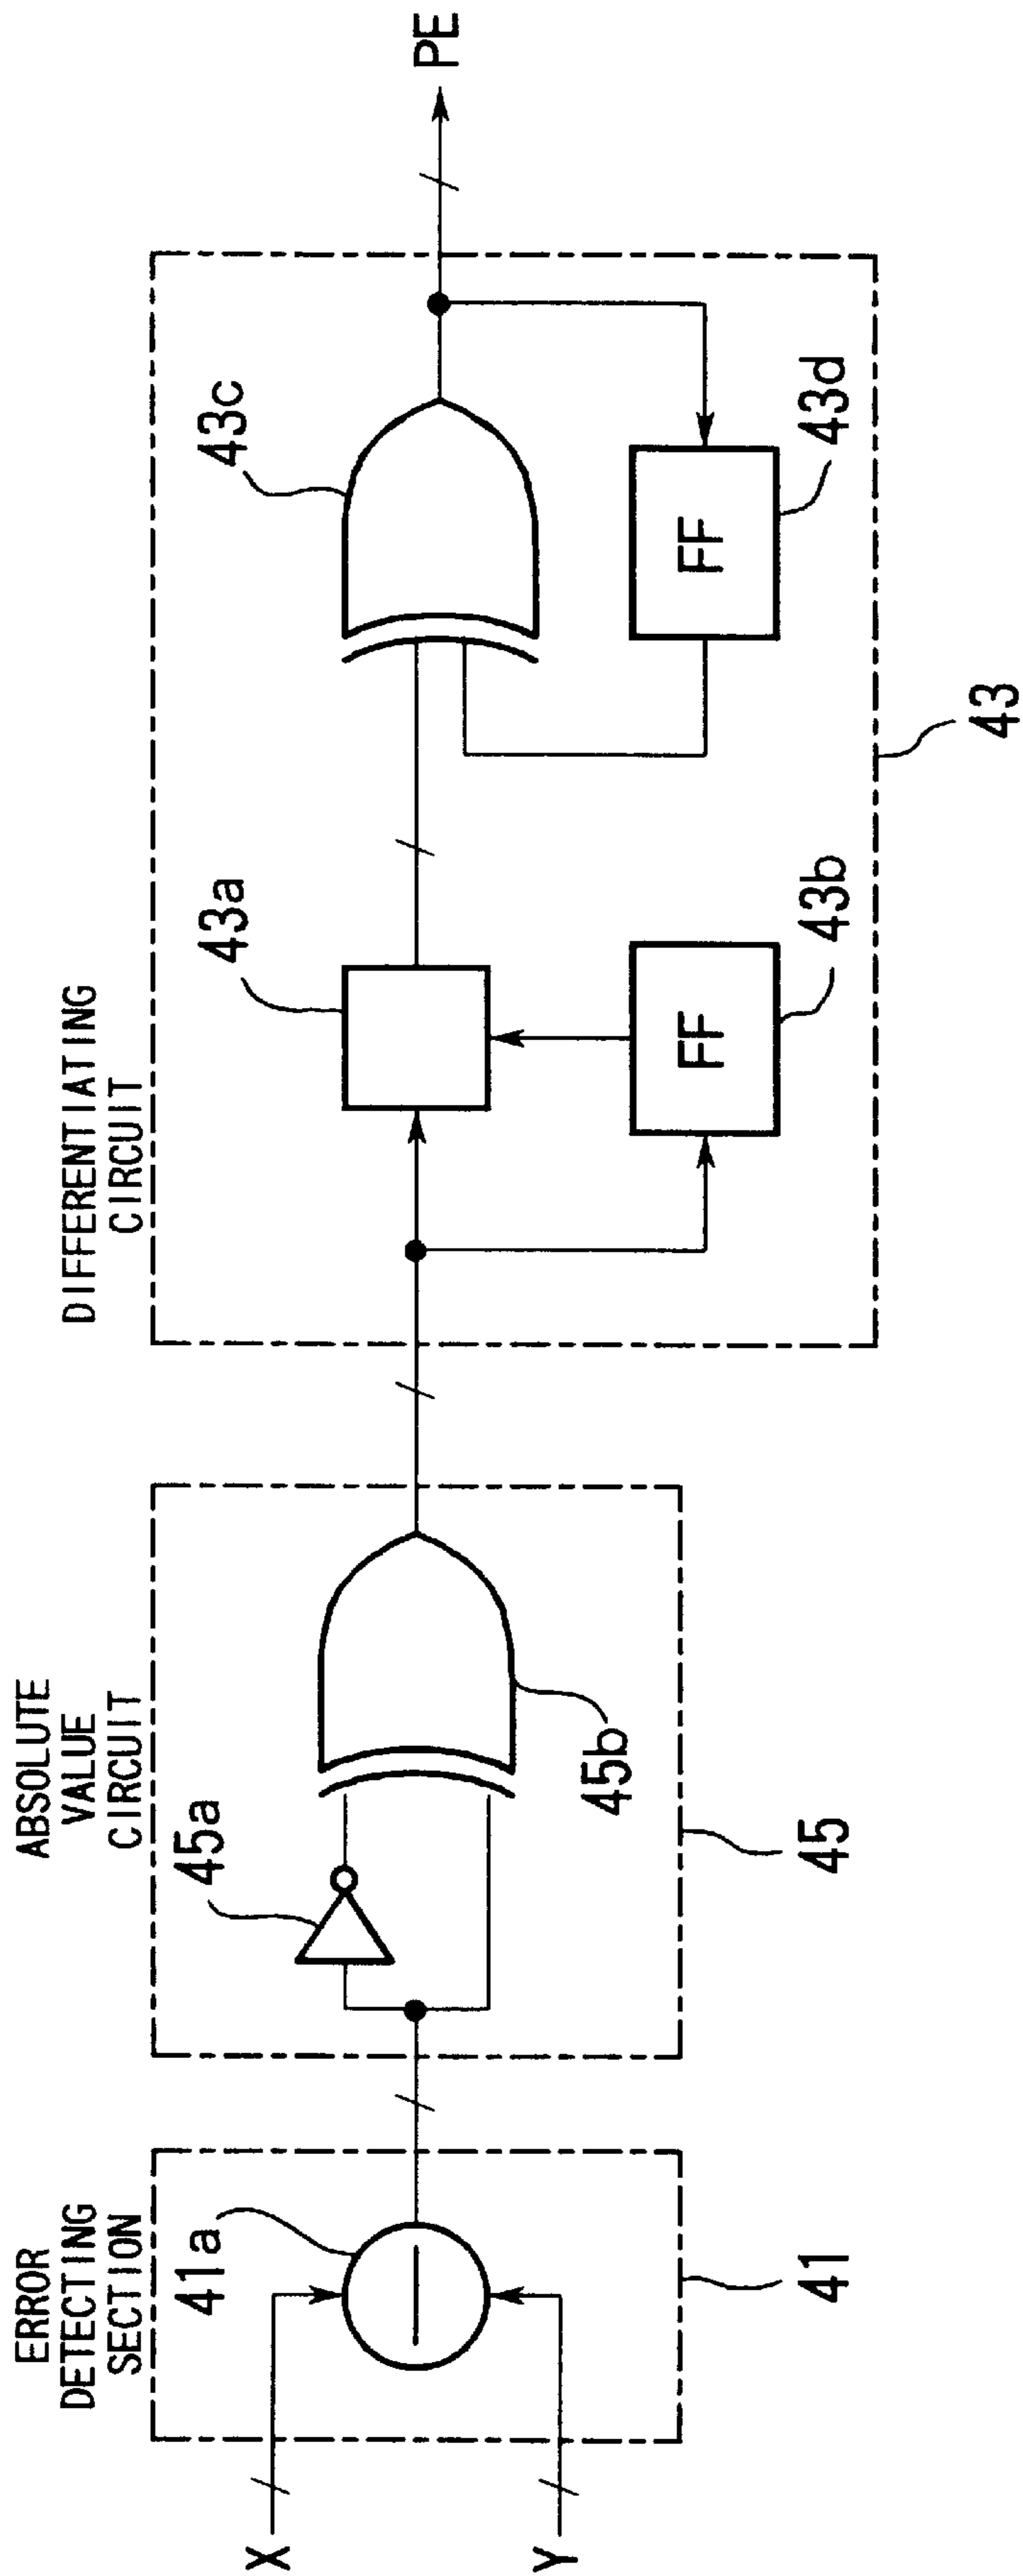 ERROR
DETECTING
SECTION
ABSOLUTE
VALUE
CIRCUIT
DIFFERENTIATING
CIRCUIT
X
Y
41a
41
45a
45b
45
43a
FF
43b
43c
FF
43d
43
PE